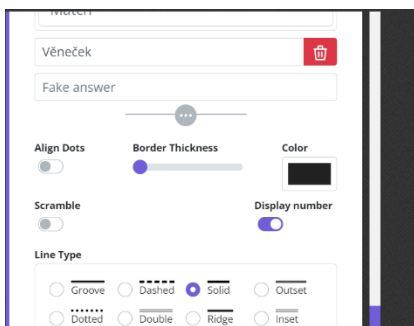 Věneček
Fake answer
Align Dots Border Thickness Color
Scramble Display number
Line Type
Groove Dashed Solid Outset
Dotted Double Ridge Inset